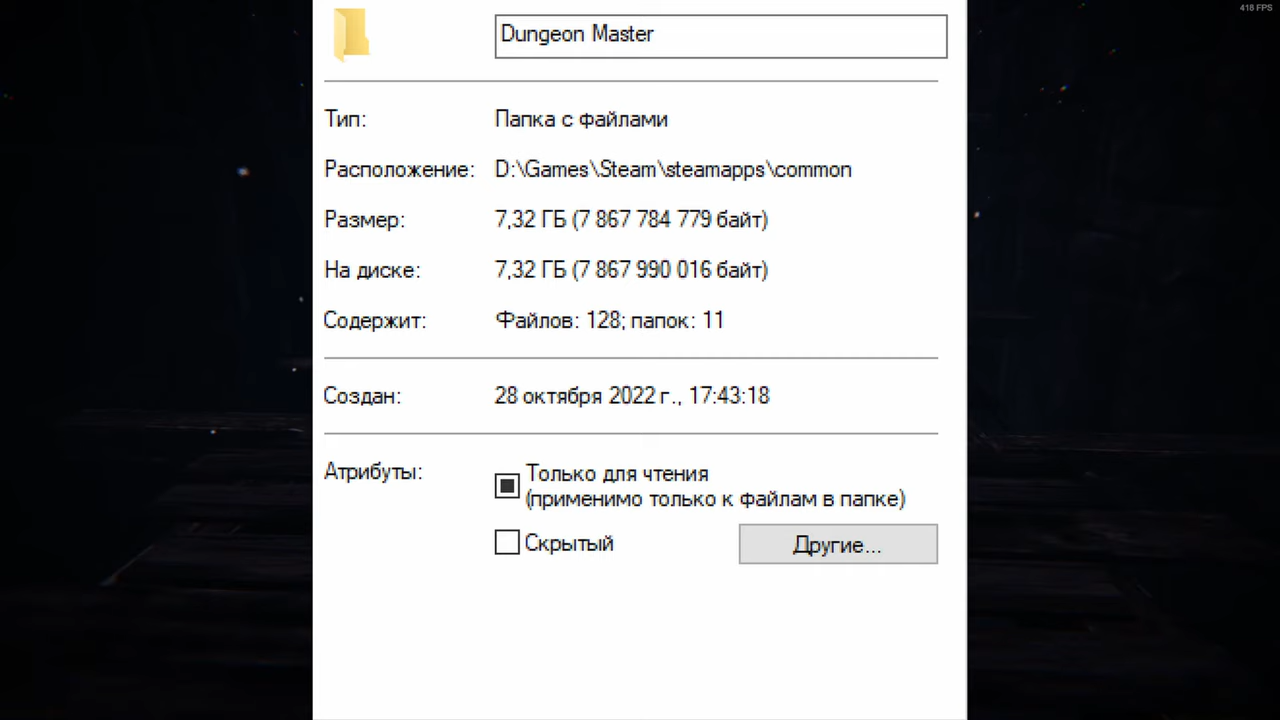 418 FPS
Dungeon Master
Тип: Папка с файлами
Расположение: D:\Games\Steam\steamapps\common
Размер: 7,32 ГБ (7 867 784 779 байт)
На диске: 7,32 ГБ (7 867 990 016 байт)
Содержит: Файлов: 128; папок: 11
Создан: 28 октября 2022 г., 17:43:18
Атрибуты: Только для чтения
(применимо только к файлам в папке)
Скрытый Другие...